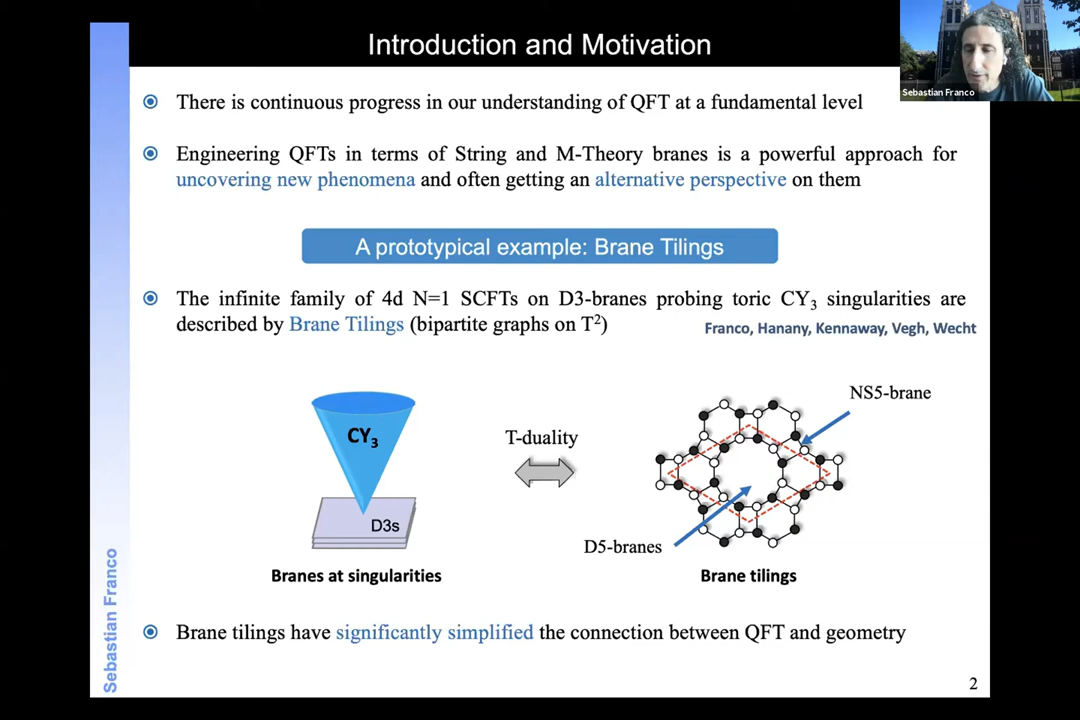 Introduction and Motivation
Sebastian Franco
There is continuous progress in our understanding of QFT at a fundamental level
Engineering QFTs in terms of String and M-Theory branes is a powerful approach for
uncovering new phenomena and often getting an alternative perspective on them
A prototypical example: Brane Tilings
The infinite family of 4d N=1 SCFTs on D3-branes probing toric CY₃ singularities are
described by Brane Tilings (bipartite graphs on T²)
Franco, Hanany, Kennaway, Vegh, Wecht
NS5-brane
CY₃
T-duality
D3s
D5-branes
Branes at singularities
Brane tilings
Brane tilings have significantly simplified the connection between QFT and geometry
Sebastian Franco
2